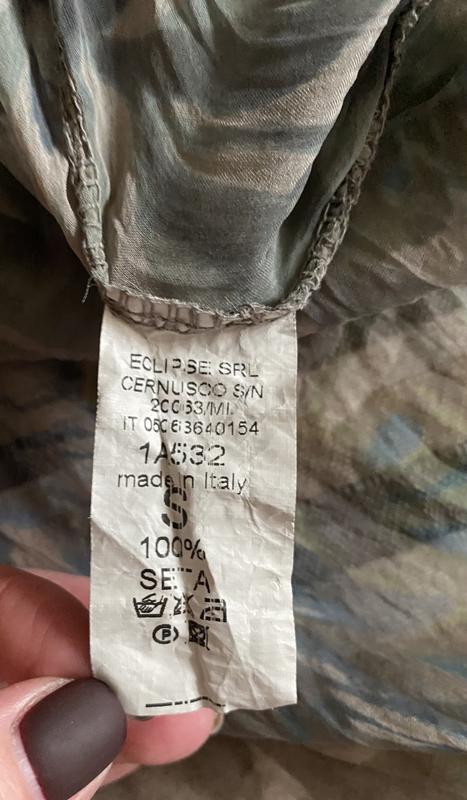 ECLIPSE SRL
CERNUSCO S/N
20063/MI.
IT 06063640154
1A532
made in Italy
S
100%
SETA
P